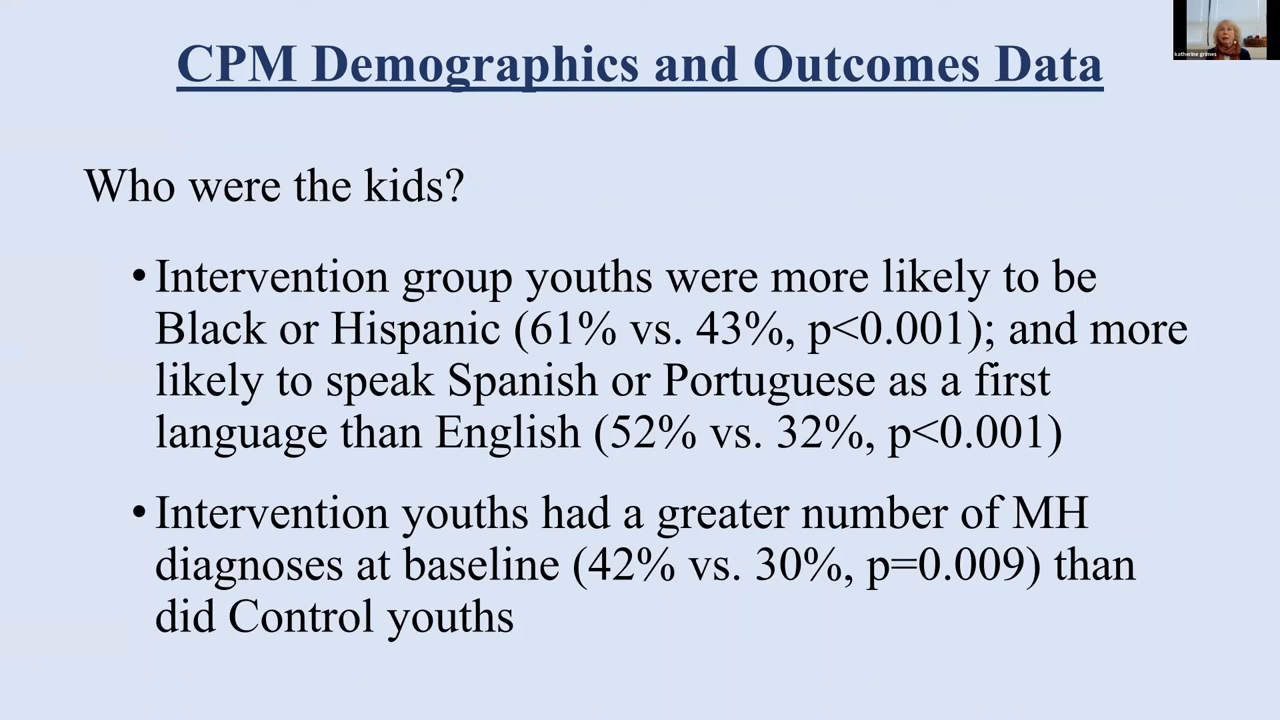 CPM Demographics and Outcomes Data
katherine grimes
Who were the kids?
• Intervention group youths were more likely to be
Black or Hispanic (61% vs. 43%, p<0.001); and more
likely to speak Spanish or Portuguese as a first
language than English (52% vs. 32%, p<0.001)
• Intervention youths had a greater number of MH
diagnoses at baseline (42% vs. 30%, p=0.009) than
did Control youths